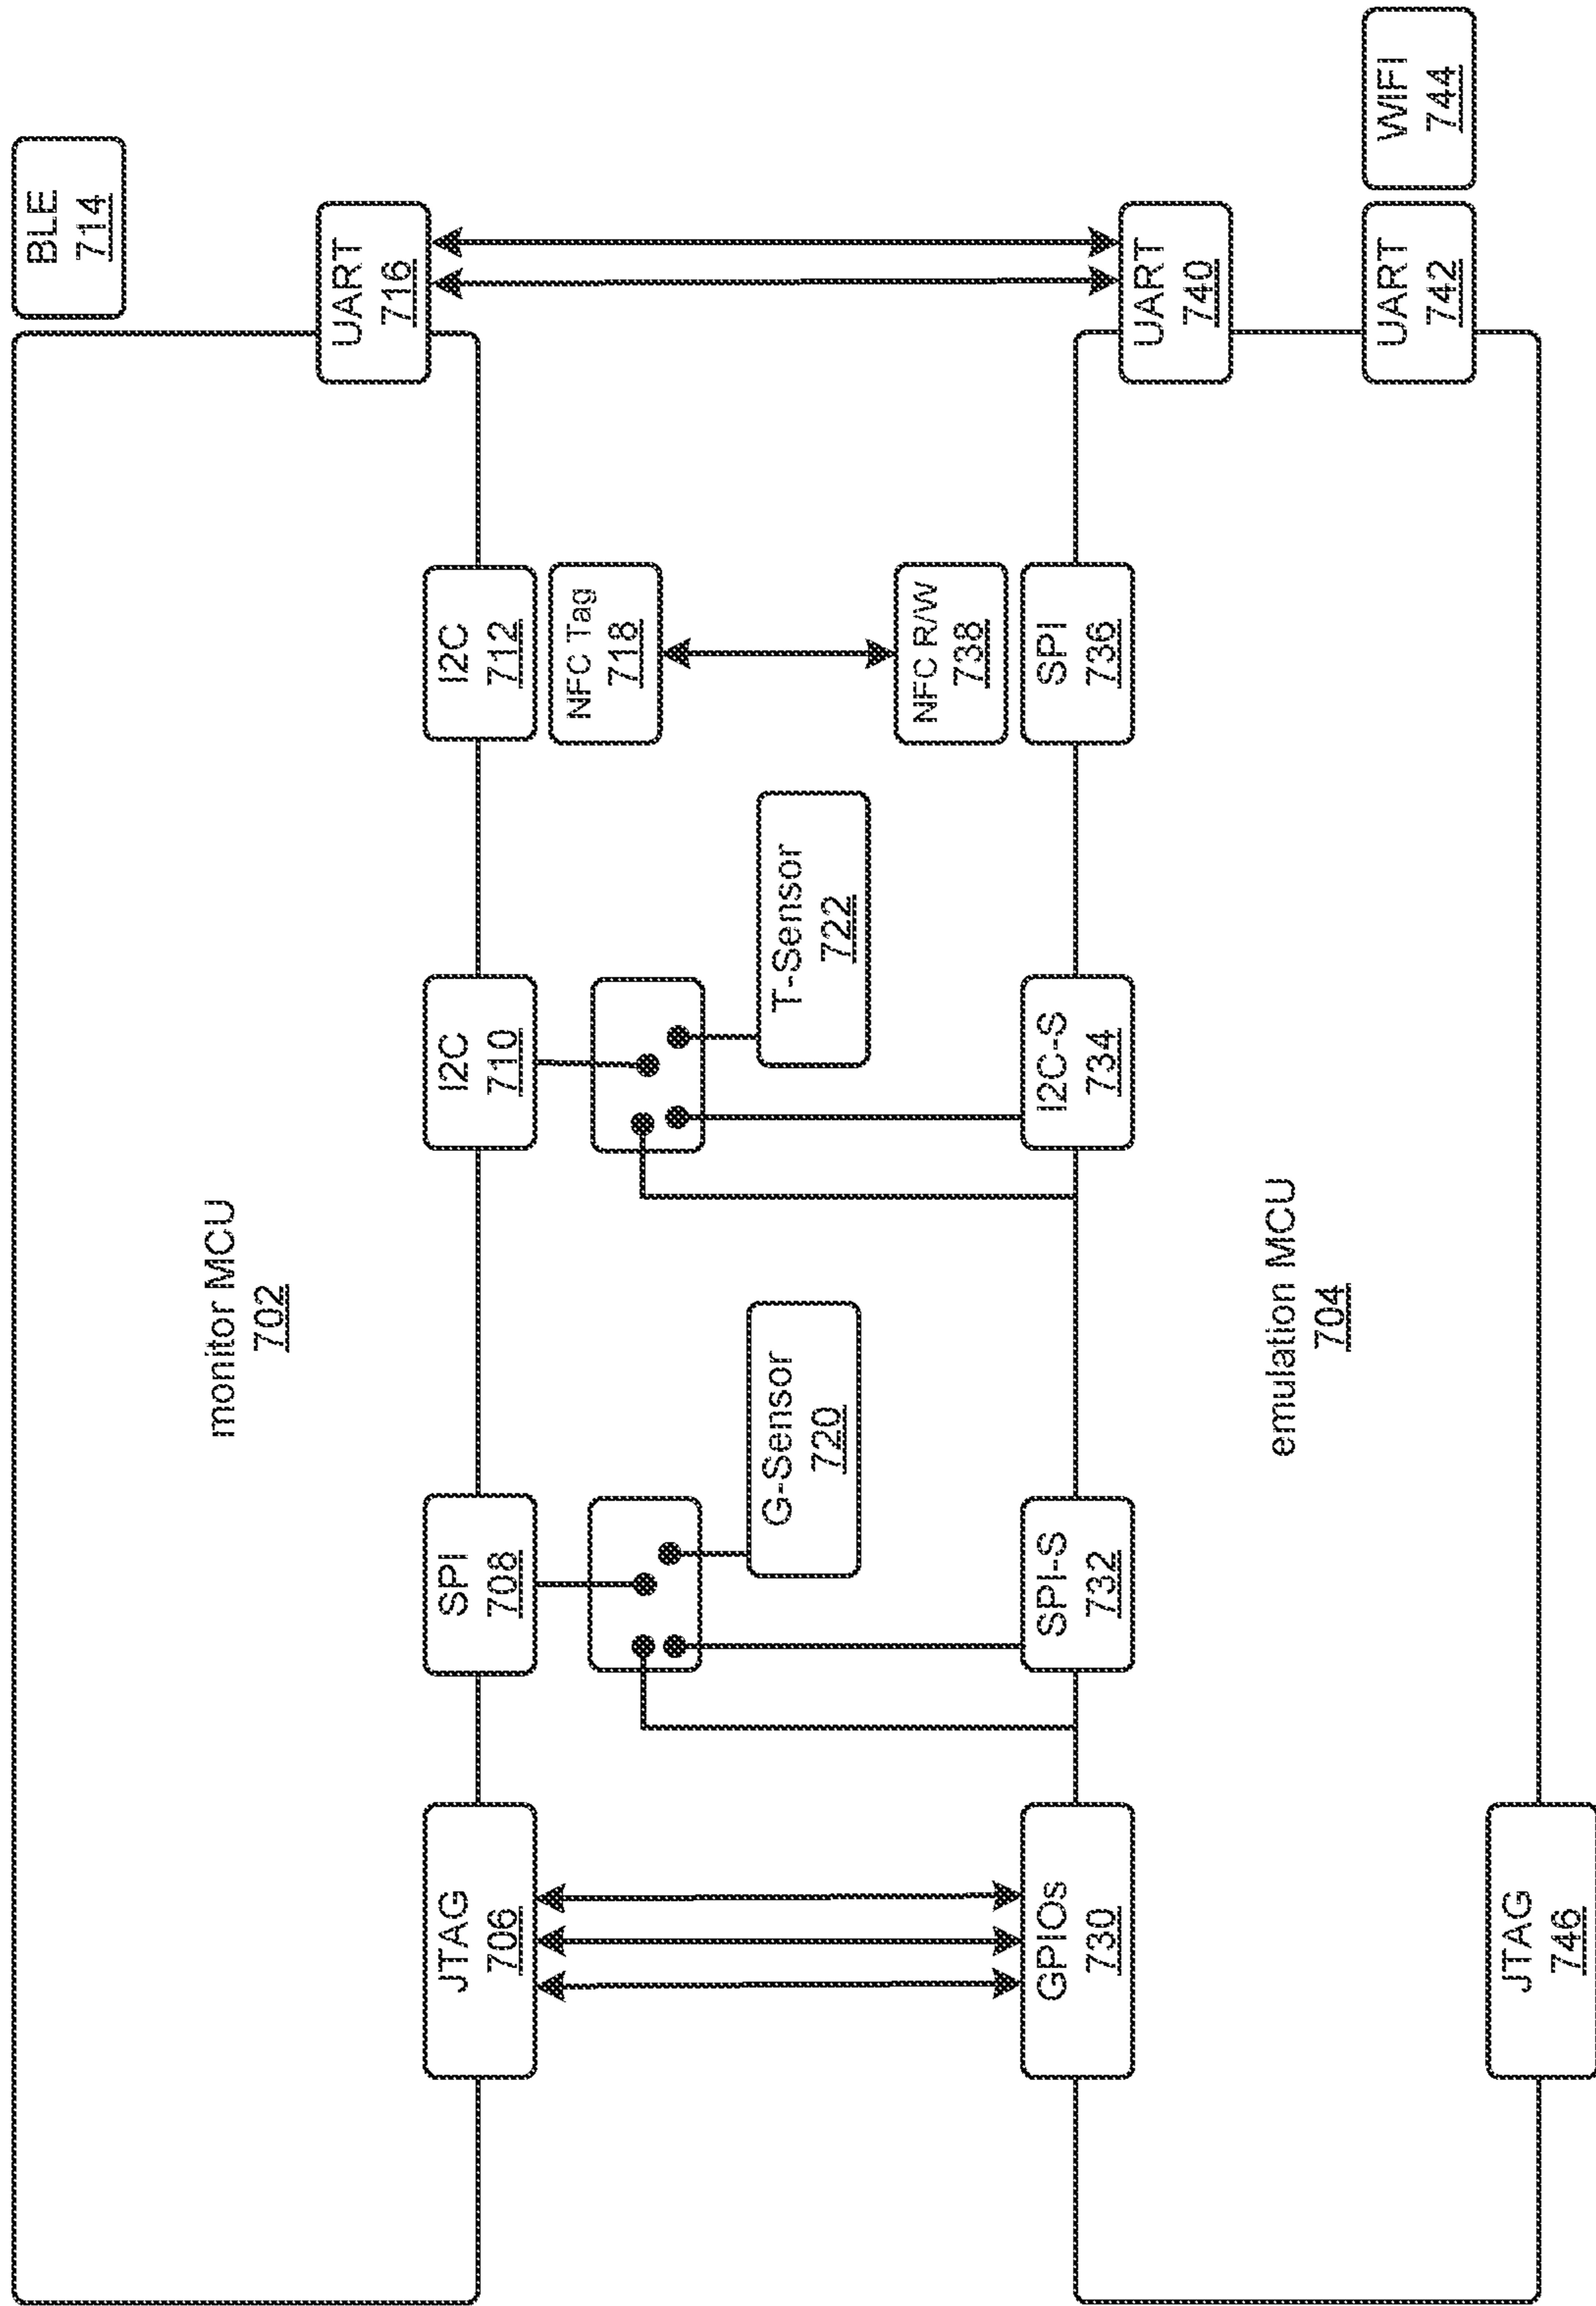 BLE
714
monitor MCU
702
UART
716
JTAG
706
SPI
708
I2C
710
I2C
712
NFC Tag
718
G-Sensor
720
T-Sensor
722
NFC R/W
738
GPIOs
730
SPI-S
732
I2C-S
734
SPI
736
UART
740
emulation MCU
704
UART
742
WIFI
744
JTAG
746